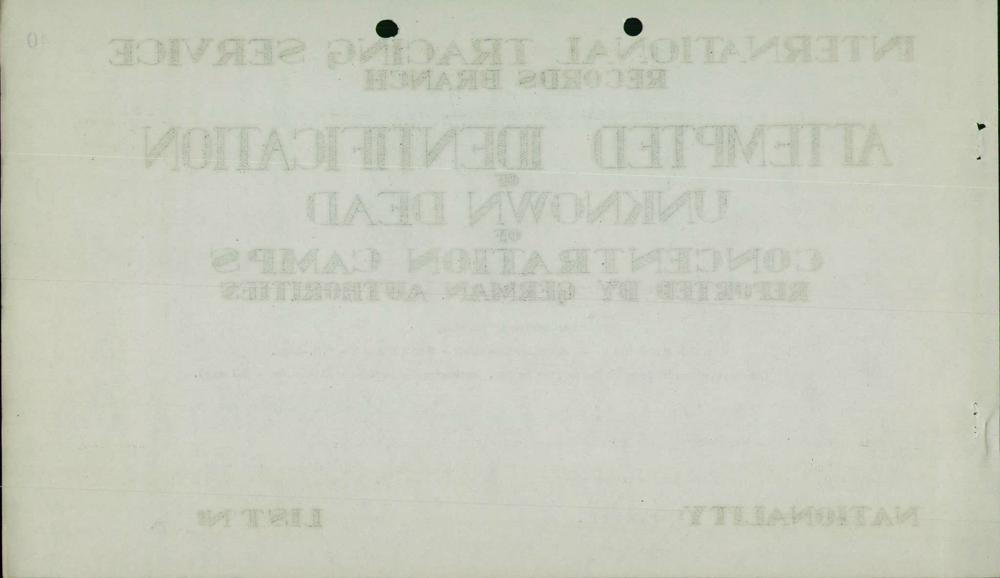 INTERNATIONAL TRACING SERVICE
RECORDS BRANCH
ATTEMPTED IDENTIFICATION
OF
UNKNOWN DEAD
OF
CONCENTRATION CAMPS
REPORTED BY GERMAN AUTHORITIES
NATIONALITY LIST Nº